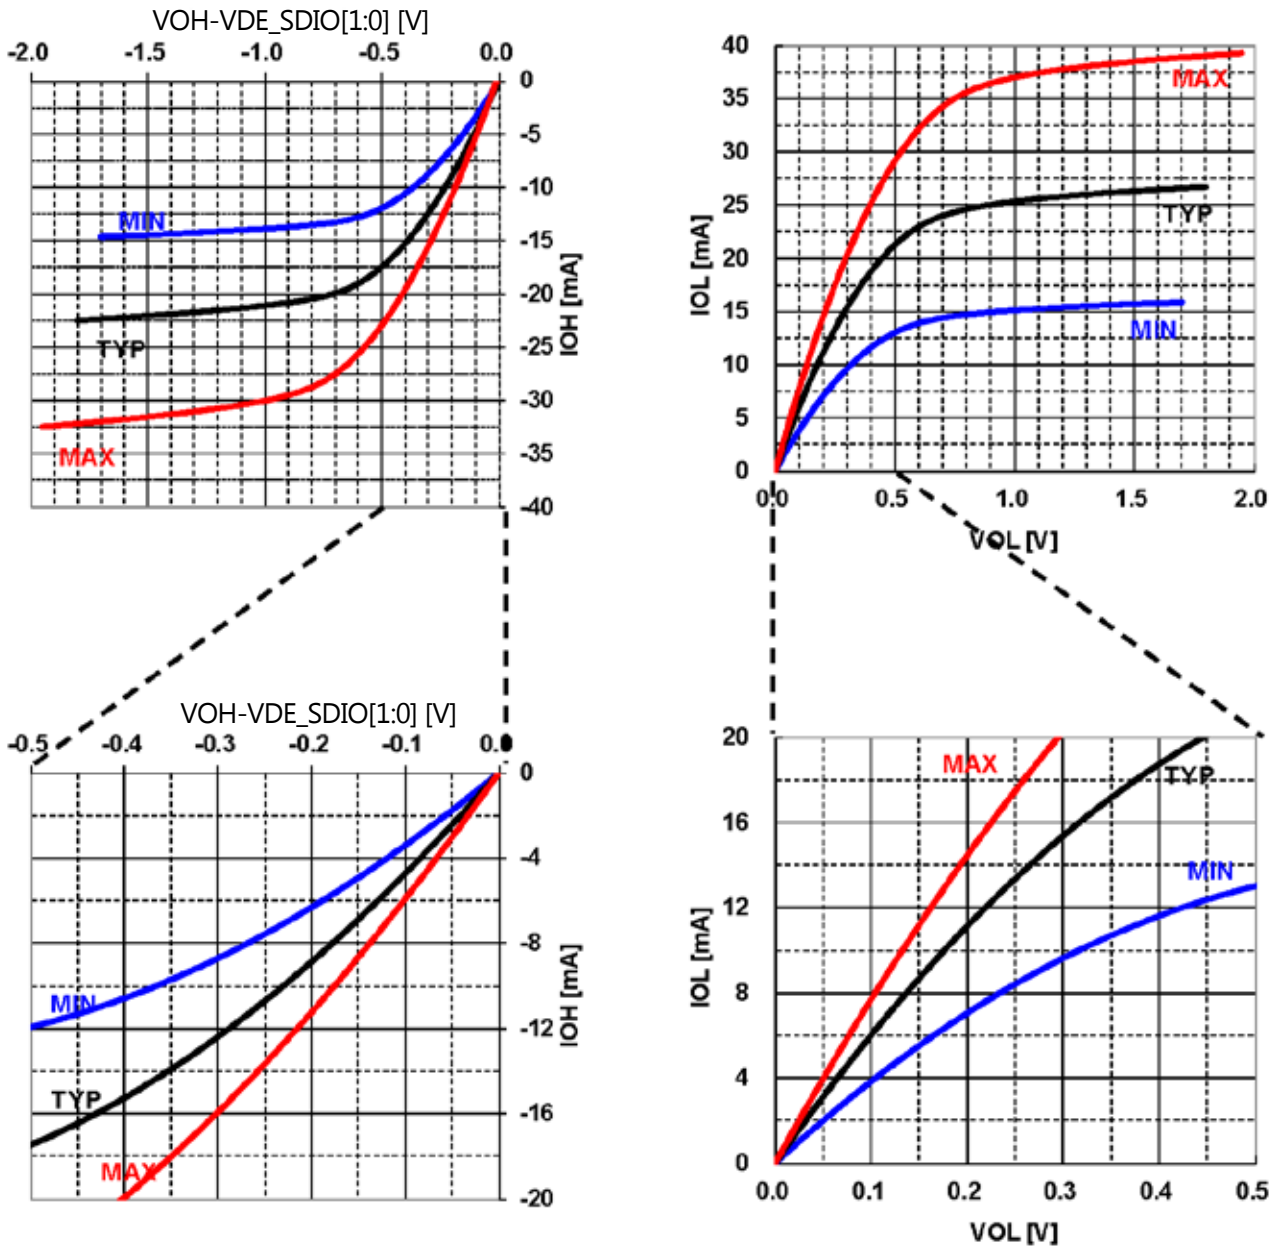 VOH-VDE_SDIO[1:0] [V]
-2.0 -1.5 -1.0 -0.5 0.0
0
-5
-10
-15
-20
-25
-30
-35
-40
IOH [mA]
MIN
TYP
MAX
40
35
30
25
20
15
10
5
0
IOL [mA]
MAX
TYP
MIN
0.0 0.5 1.0 1.5 2.0
VOL [V]
VOH-VDE_SDIO[1:0] [V]
-0.5 -0.4 -0.3 -0.2 -0.1 0.0
0
-4
-8
-12
-16
-20
IOH [mA]
MIN
TYP
MAX
20
16
12
8
4
0
IOL [mA]
MAX
TYP
MIN
0.0 0.1 0.2 0.3 0.4 0.5
VOL [V]